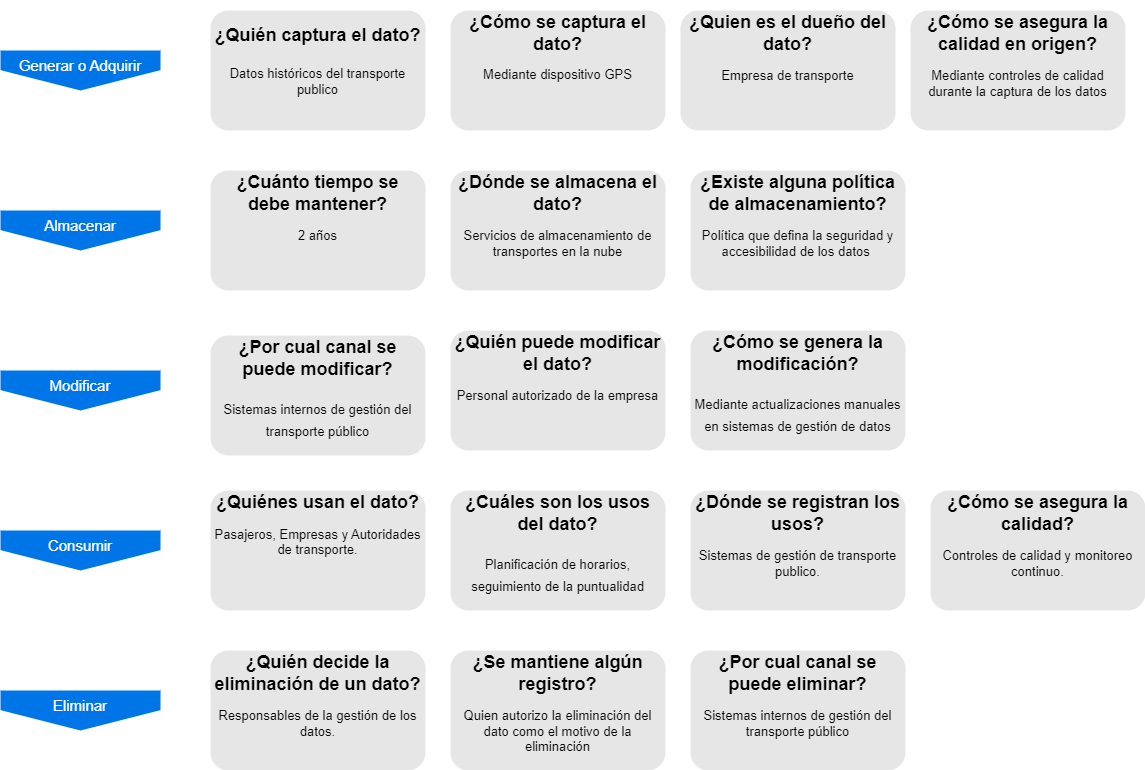 Generar o Adquirir
¿Quién captura el dato?
Datos históricos del transporte
publico
¿Cómo se captura el
dato?
Mediante dispositivo GPS
¿Quien es el dueño del
dato?
Empresa de transporte
¿Cómo se asegura la
calidad en origen?
Mediante controles de calidad
durante la captura de los datos
Almacenar
¿Cuánto tiempo se
debe mantener?
2 años
¿Dónde se almacena el
dato?
Servicios de almacenamiento de
transportes en la nube
¿Existe alguna política
de almacenamiento?
Política que defina la seguridad y
accesibilidad de los datos
Modificar
¿Por cual canal se
puede modificar?
Sistemas internos de gestión del
transporte público
¿Quién puede modificar
el dato?
Personal autorizado de la empresa
¿Cómo se genera la
modificación?
Mediante actualizaciones manuales
en sistemas de gestión de datos
Consumir
¿Quiénes usan el dato?
Pasajeros, Empresas y Autoridades
de transporte.
¿Cuáles son los usos
del dato?
Planificación de horarios,
seguimiento de la puntualidad
¿Dónde se registran los
usos?
Sistemas de gestión de transporte
publico.
¿Cómo se asegura la
calidad?
Controles de calidad y monitoreo
continuo.
Eliminar
¿Quién decide la
eliminación de un dato?
Responsables de la gestión de los
datos.
¿Se mantiene algún
registro?
Quien autorizo la eliminación del
dato como el motivo de la
eliminación
¿Por cual canal se
puede eliminar?
Sistemas internos de gestión del
transporte público